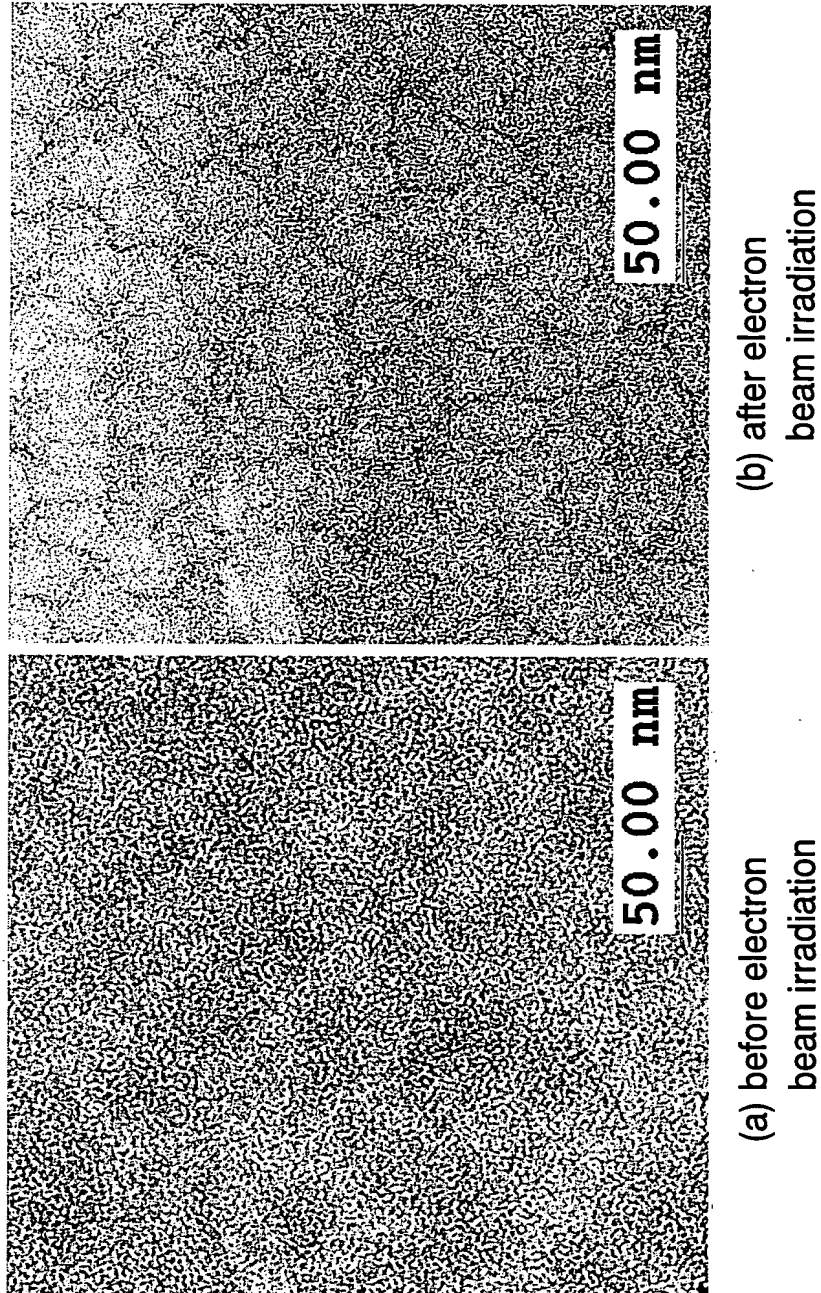 50.00 nm
50.00 nm
(a) before electron
beam irradiation
(b) after electron
beam irradiation